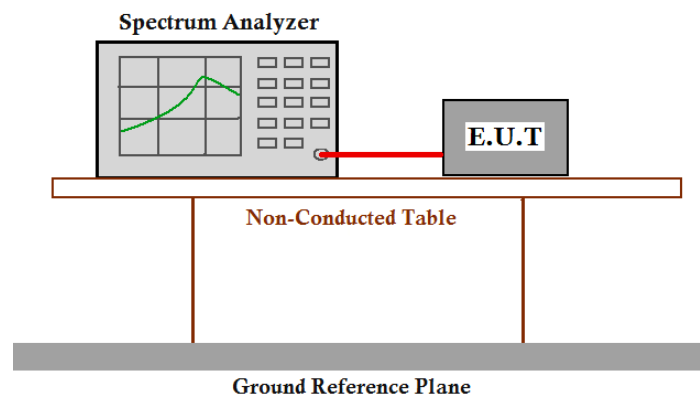 Spectrum Analyzer
E.U.T
Non-Conducted Table
Ground Reference Plane